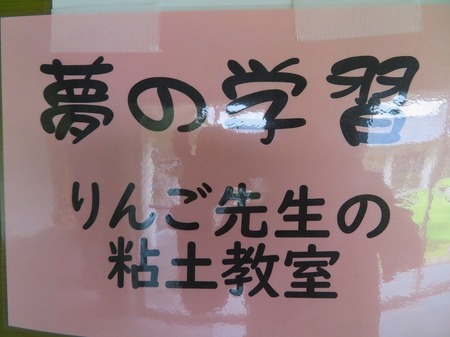 夢の学習
りんご先生の
粘土教室